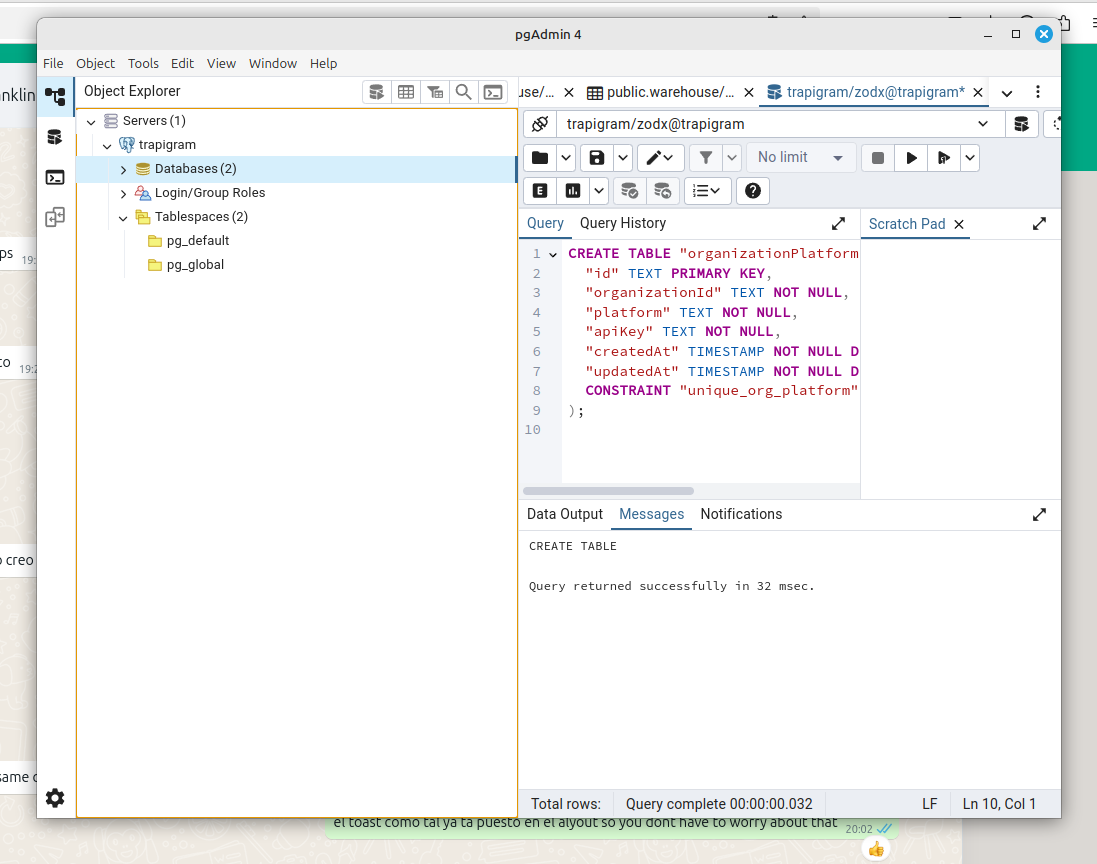 pgAdmin 4
File Object Tools Edit View Window Help
Object Explorer
Servers (1)
trapigram
Databases (2)
Login/Group Roles
Tablespaces (2)
pg_default
pg_global
use/... public.warehouse/... trapigram/zodx@trapigram*
trapigram/zodx@trapigram
No limit
E
Query Query History
Scratch Pad
1 CREATE TABLE "organizationPlatform
2 "id" TEXT PRIMARY KEY,
3 "organizationId" TEXT NOT NULL,
4 "platform" TEXT NOT NULL,
5 "apiKey" TEXT NOT NULL,
6 "createdAt" TIMESTAMP NOT NULL D
7 "updatedAt" TIMESTAMP NOT NULL D
8 CONSTRAINT "unique_org_platform"
9 );
10
Data Output Messages Notifications
CREATE TABLE
Query returned successfully in 32 msec.
Total rows: Query complete 00:00:00.032 LF Ln 10, Col 1
nklin
ps 19:
to 19:2
o creo
same
el toast como tal ya ta puesto en el alyout so you dont have to worry about that 20:02